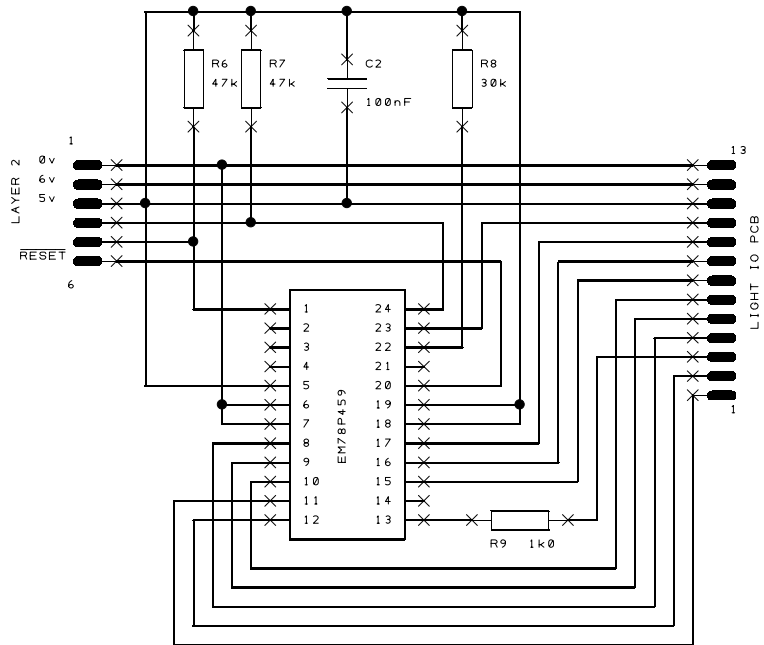 R6
47k
R7
47k
C2
100nF
R8
30k
1
LAYER 2
0v
6v
5v
RESET
6
13
LIGHT IO PCB
1
EM78P459
1
2
3
4
5
6
7
8
9
10
11
12
24
23
22
21
20
19
18
17
16
15
14
13
R9 1k0